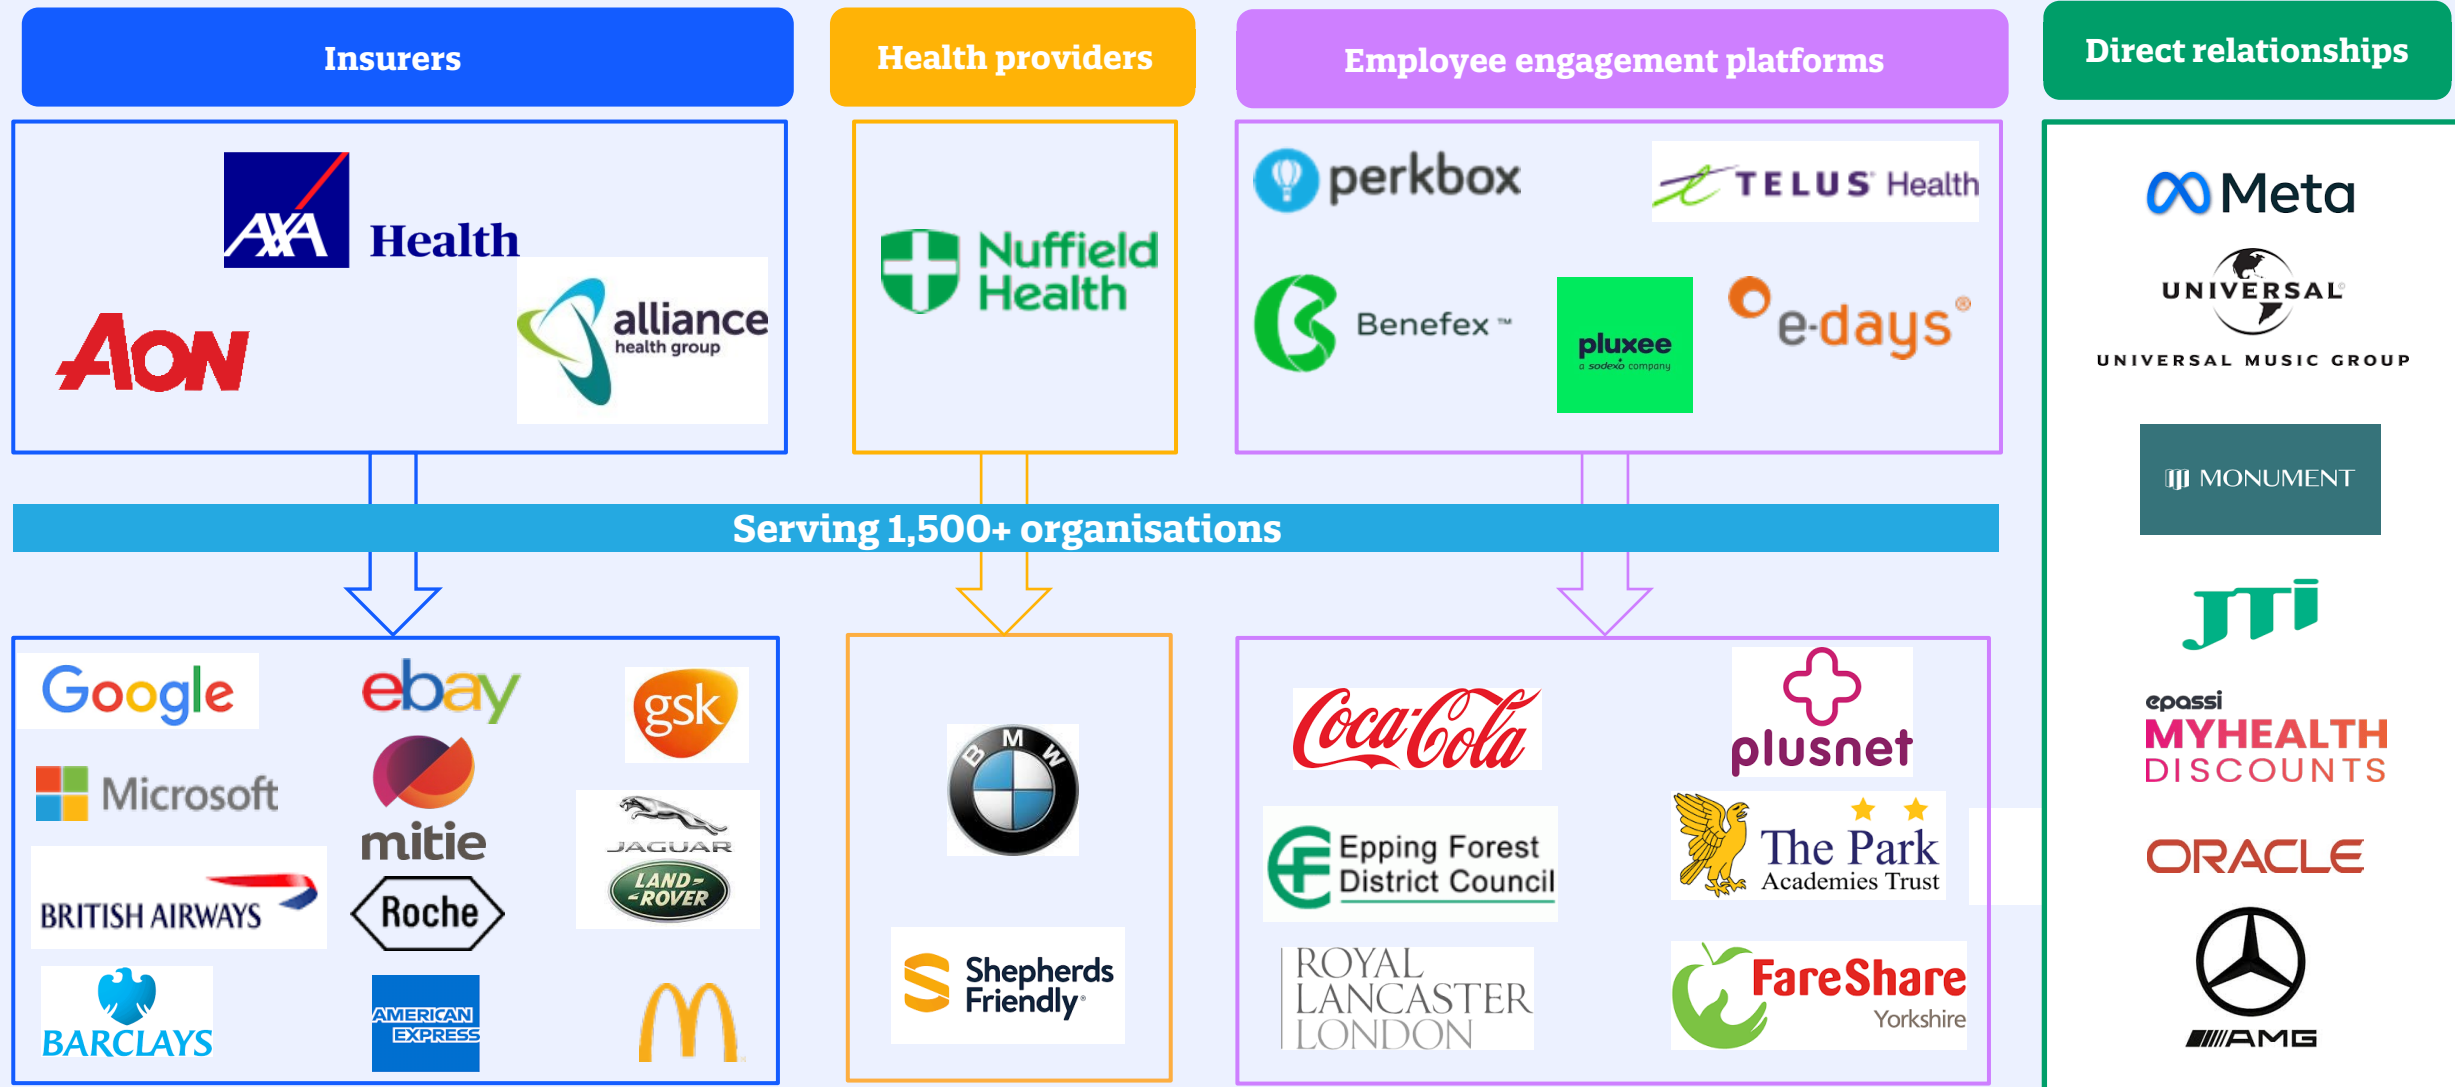 Insurers
Health providers
Employee engagement platforms
Direct relationships
AXA
Health
AON
alliance
health group
Nuffield
Health
perkbox
TELUS® Health
Benefex ™
pluxee
a sodexo company
e-days®
Serving 1,500+ organisations
Google
ebay
gsk
Microsoft
mitie
JAGUAR
LAND-
-ROVER
BRITISH AIRWAYS
Roche
BARCLAYS
AMERICAN
EXPRESS
BMW
Shepherds
Friendly®
Coca-Cola
plusnet
Epping Forest
District Council
The Park
Academies Trust
ROYAL
LANCASTER
LONDON
FareShare
Yorkshire
Meta
UNIVERSAL®
UNIVERSAL MUSIC GROUP
MONUMENT
JTi
epassi
MYHEALTH
DISCOUNTS
ORACLE
AMG